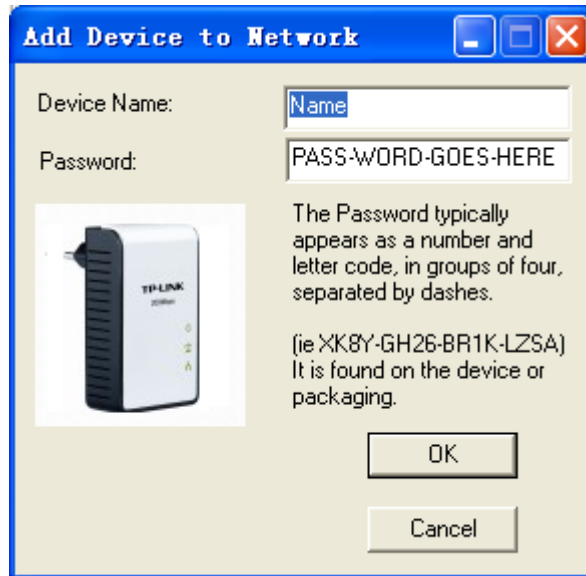 Add Device to Network
Device Name:
Name
Password:
PASS-WORD-GOES-HERE
The Password typically
appears as a number and
letter code, in groups of four,
separated by dashes.
(ie XK8Y-GH26-BR1K-LZSA)
It is found on the device or
packaging.
TP-LINK
200Mbps
OK
Cancel